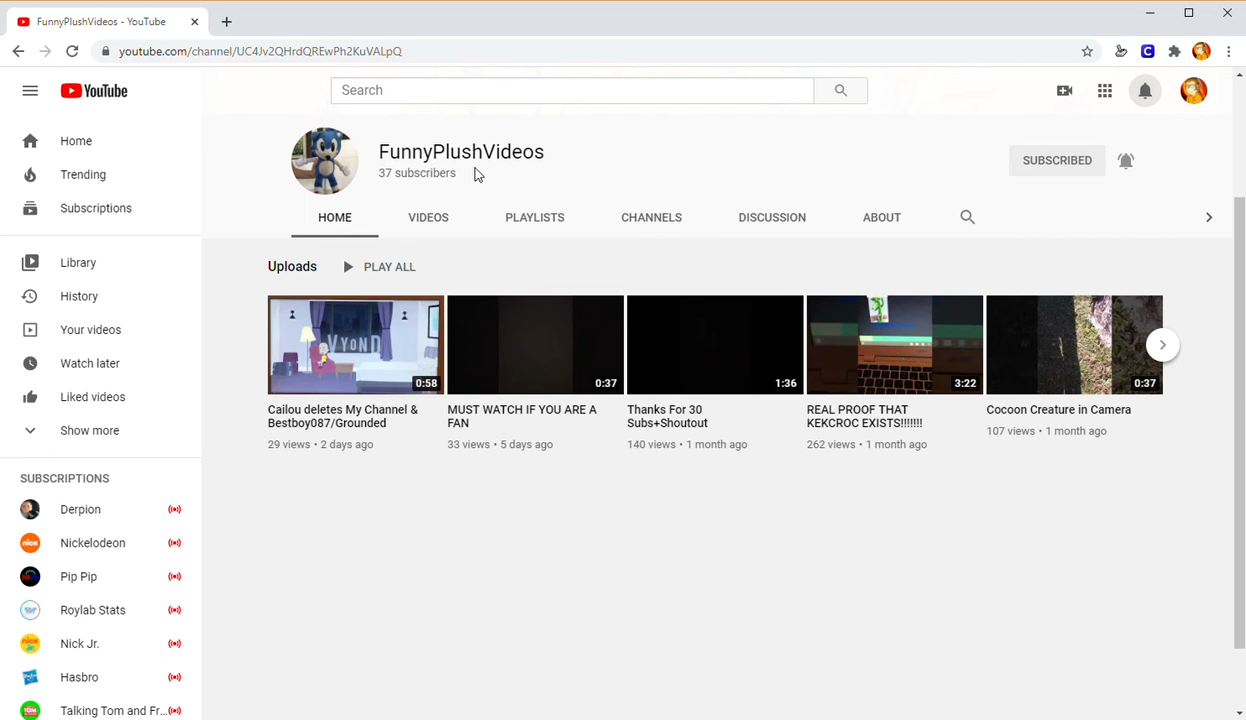 FunnyPlushVideos - YouTube
youtube.com/channel/UC4Jv2QHrdQREwPh2KuVALpQ
YouTube
Search
Home
Trending
Subscriptions
Library
History
Your videos
Watch later
Liked videos
Show more
SUBSCRIPTIONS
Derpion
Nickelodeon
Pip Pip
Roylab Stats
Nick Jr.
Hasbro
Talking Tom and Fr...
FunnyPlushVideos
37 subscribers
SUBSCRIBED
HOME VIDEOS PLAYLISTS CHANNELS DISCUSSION ABOUT
Uploads PLAY ALL
VYOND
0:58
Cailou deletes My Channel &
Bestboy087/Grounded
29 views • 2 days ago
0:37
MUST WATCH IF YOU ARE A
FAN
33 views • 5 days ago
1:36
Thanks For 30
Subs+Shoutout
140 views • 1 month ago
3:22
REAL PROOF THAT
KEKCROC EXISTS!!!!!!!
262 views • 1 month ago
0:37
Cocoon Creature in Camera
107 views • 1 month ago